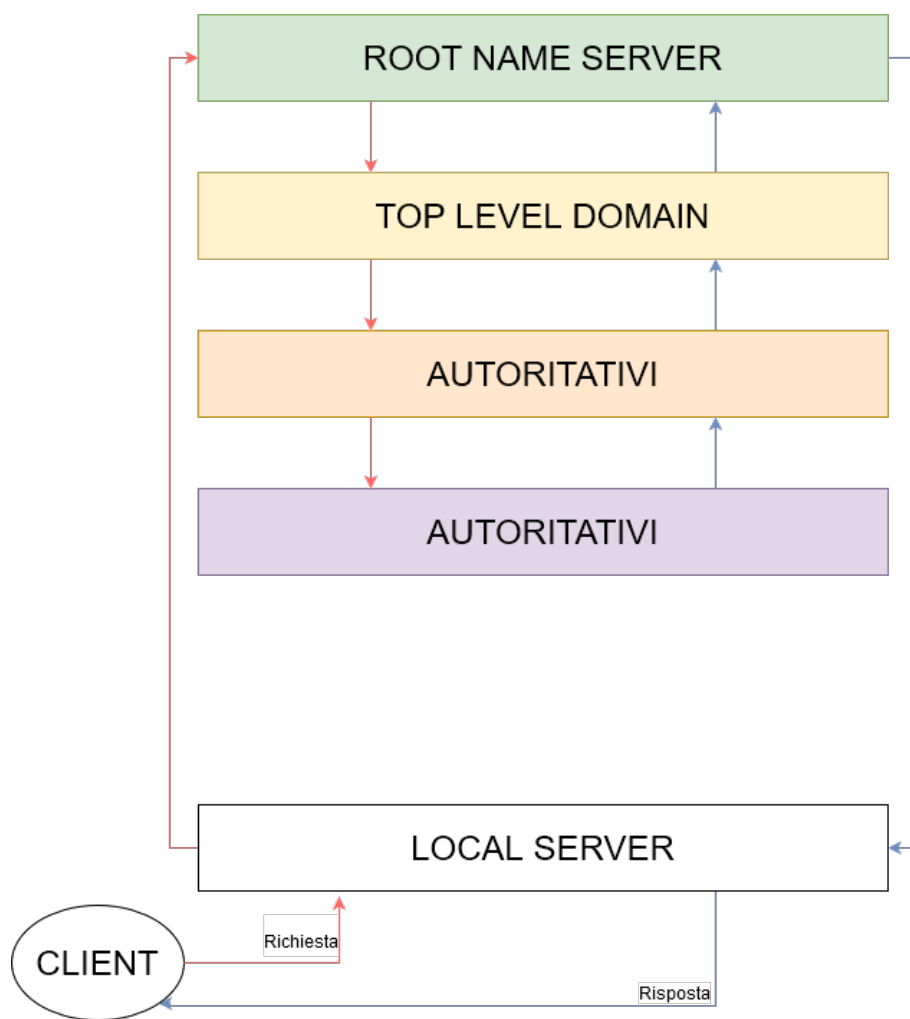 ROOT NAME SERVER
TOP LEVEL DOMAIN
AUTORITATIVI
AUTORITATIVI
LOCAL SERVER
Richiesta
CLIENT
Risposta